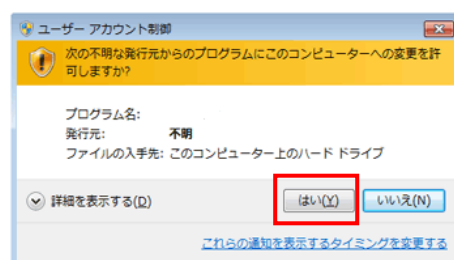 ユーザー アカウント制御
次の不明な発行元からのプログラムにこのコンピューターへの変更を許
可しますか?
プログラム名:
発行元: 不明
ファイルの入手先: このコンピューター上のハード ドライブ
詳細を表示する(D)
はい(Y) いいえ(N)
これらの通知を表示するタイミングを変更する